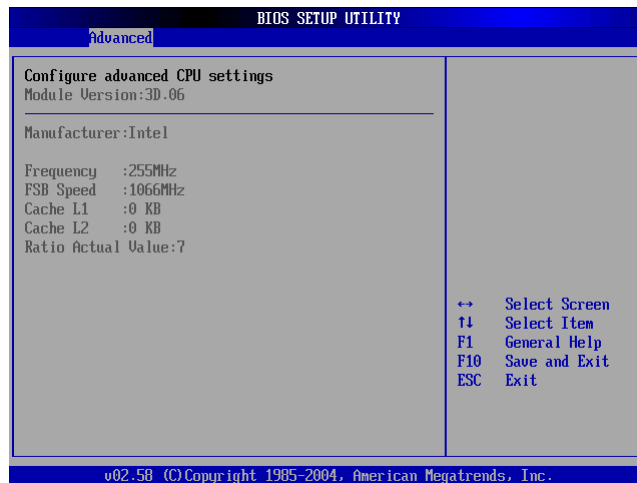 BIOS SETUP UTILITY
Advanced
Configure advanced CPU settings
Module Version:3D.06
Manufacturer:Intel
Frequency :255MHz
FSB Speed :1066MHz
Cache L1 :0 KB
Cache L2 :0 KB
Ratio Actual Value:7
↔ Select Screen
↑↓ Select Item
F1 General Help
F10 Save and Exit
ESC Exit
v02.58 (C)Copyright 1985-2004, American Megatrends, Inc.